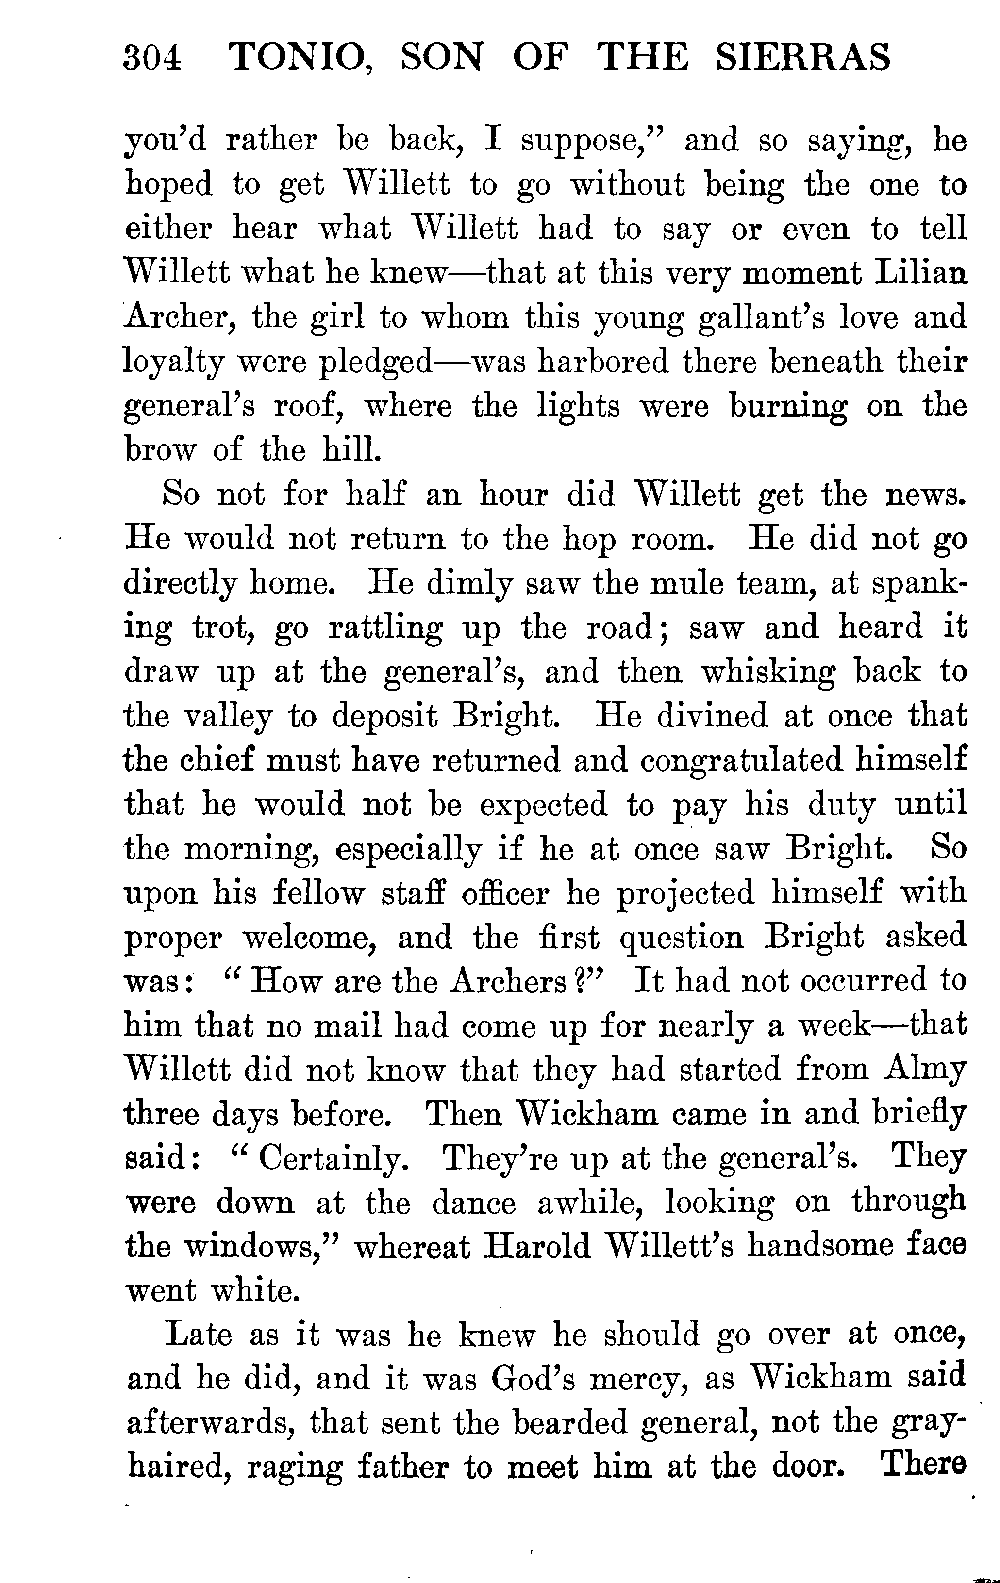 304 TONIO, SON OF THE SIERRAS
you'd rather be back, I suppose,” and so saying, he
hoped to get Willett to go without being the one to
either hear what Willett had to say or even to tell
Willett what he knew—that at this very moment Lilian
Archer, the girl to whom this young gallant's love and
loyalty were pledged—was harbored there beneath their
general's roof, where the lights were burning on the
brow of the hill.
So not for half an hour did Willett get the news.
He would not return to the hop room. He did not go
directly home. He dimly saw the mule team, at spank-
ing trot, go rattling up the road; saw and heard it
draw up at the general's, and then whisking back to
the valley to deposit Bright. He divined at once that
the chief must have returned and congratulated himself
that he would not be expected to pay his duty until
the morning, especially if he at once saw Bright. So
upon his fellow staff officer he projected himself with
proper welcome, and the first question Bright asked
was: “How are the Archers?” It had not occurred to
him that no mail had come up for nearly a week—that
Willett did not know that they had started from Almy
three days before. Then Wickham came in and briefly
said: “Certainly. They're up at the general's. They
were down at the dance awhile, looking on through
the windows,” whereat Harold Willett's handsome face
went white.
Late as it was he knew he should go over at once,
and he did, and it was God's mercy, as Wickham said
afterwards, that sent the bearded general, not the gray-
haired, raging father to meet him at the door. There